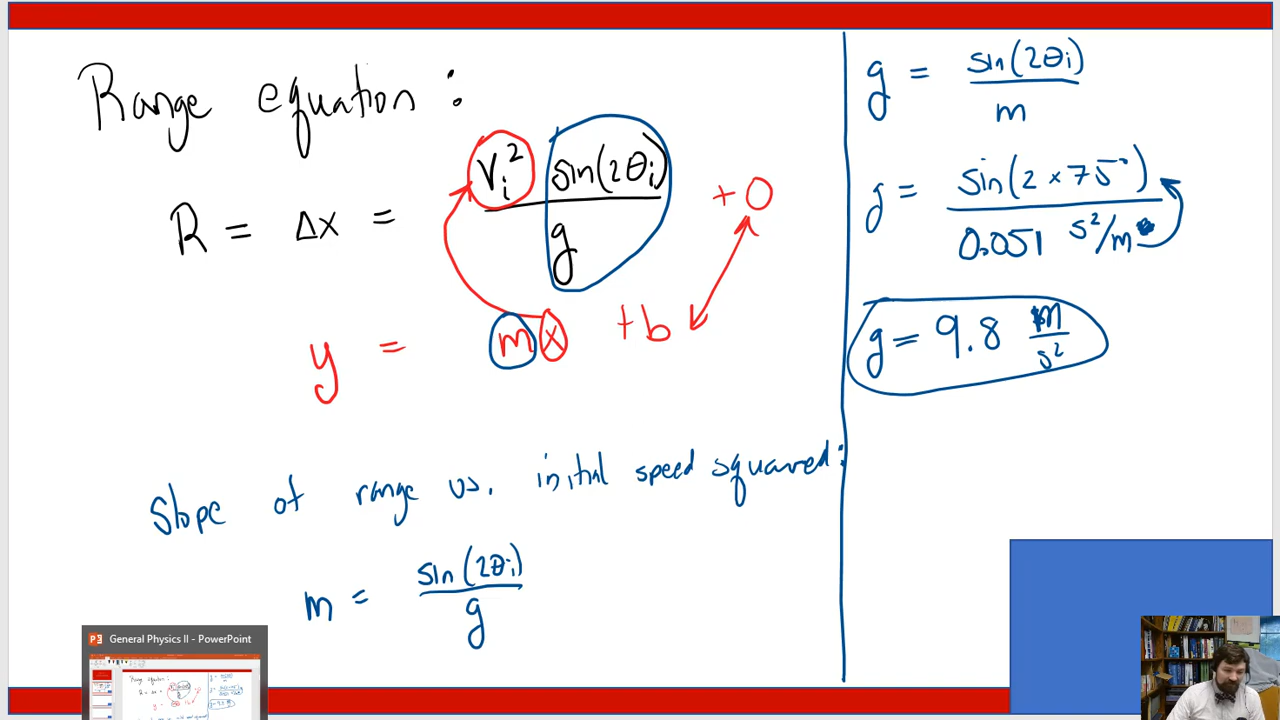 Range equation:
R = Δx = vᵢ² sin(2θᵢ) / g + 0
y = mx + b
Slope of range vs. initial speed squared:
m = sin(2θᵢ) / g
g = sin(2θᵢ) / m
g = sin(2 × 75°) / 0.051 s²/m
g = 9.8 m/s²
General Physics II - PowerPoint